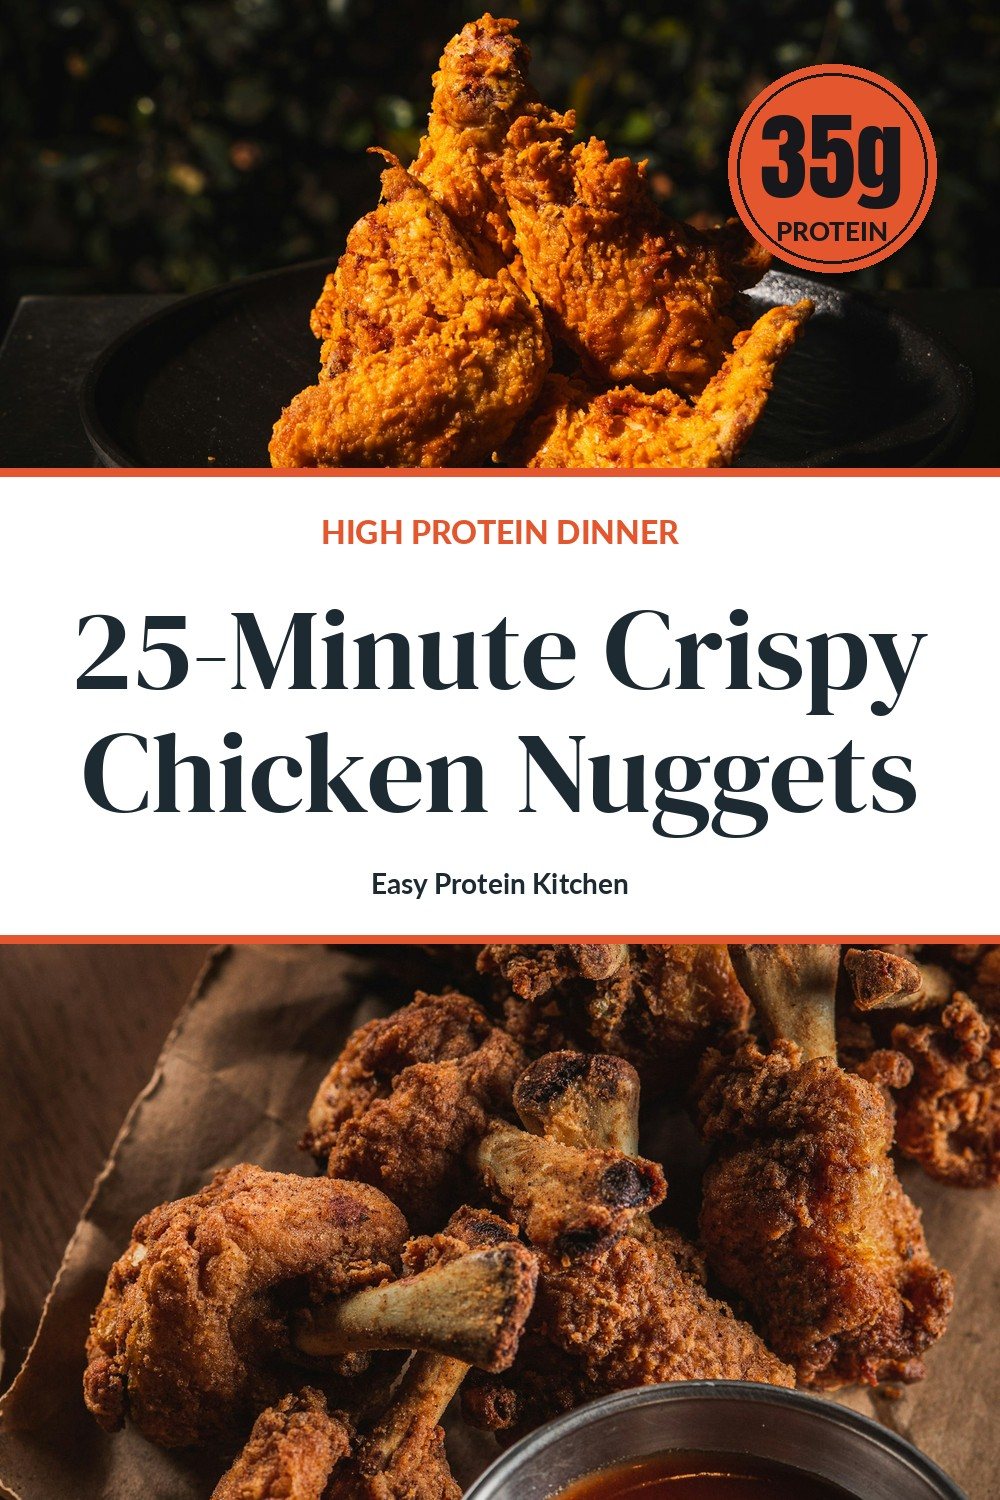 35g
PROTEIN
HIGH PROTEIN DINNER
25-Minute Crispy
Chicken Nuggets
Easy Protein Kitchen